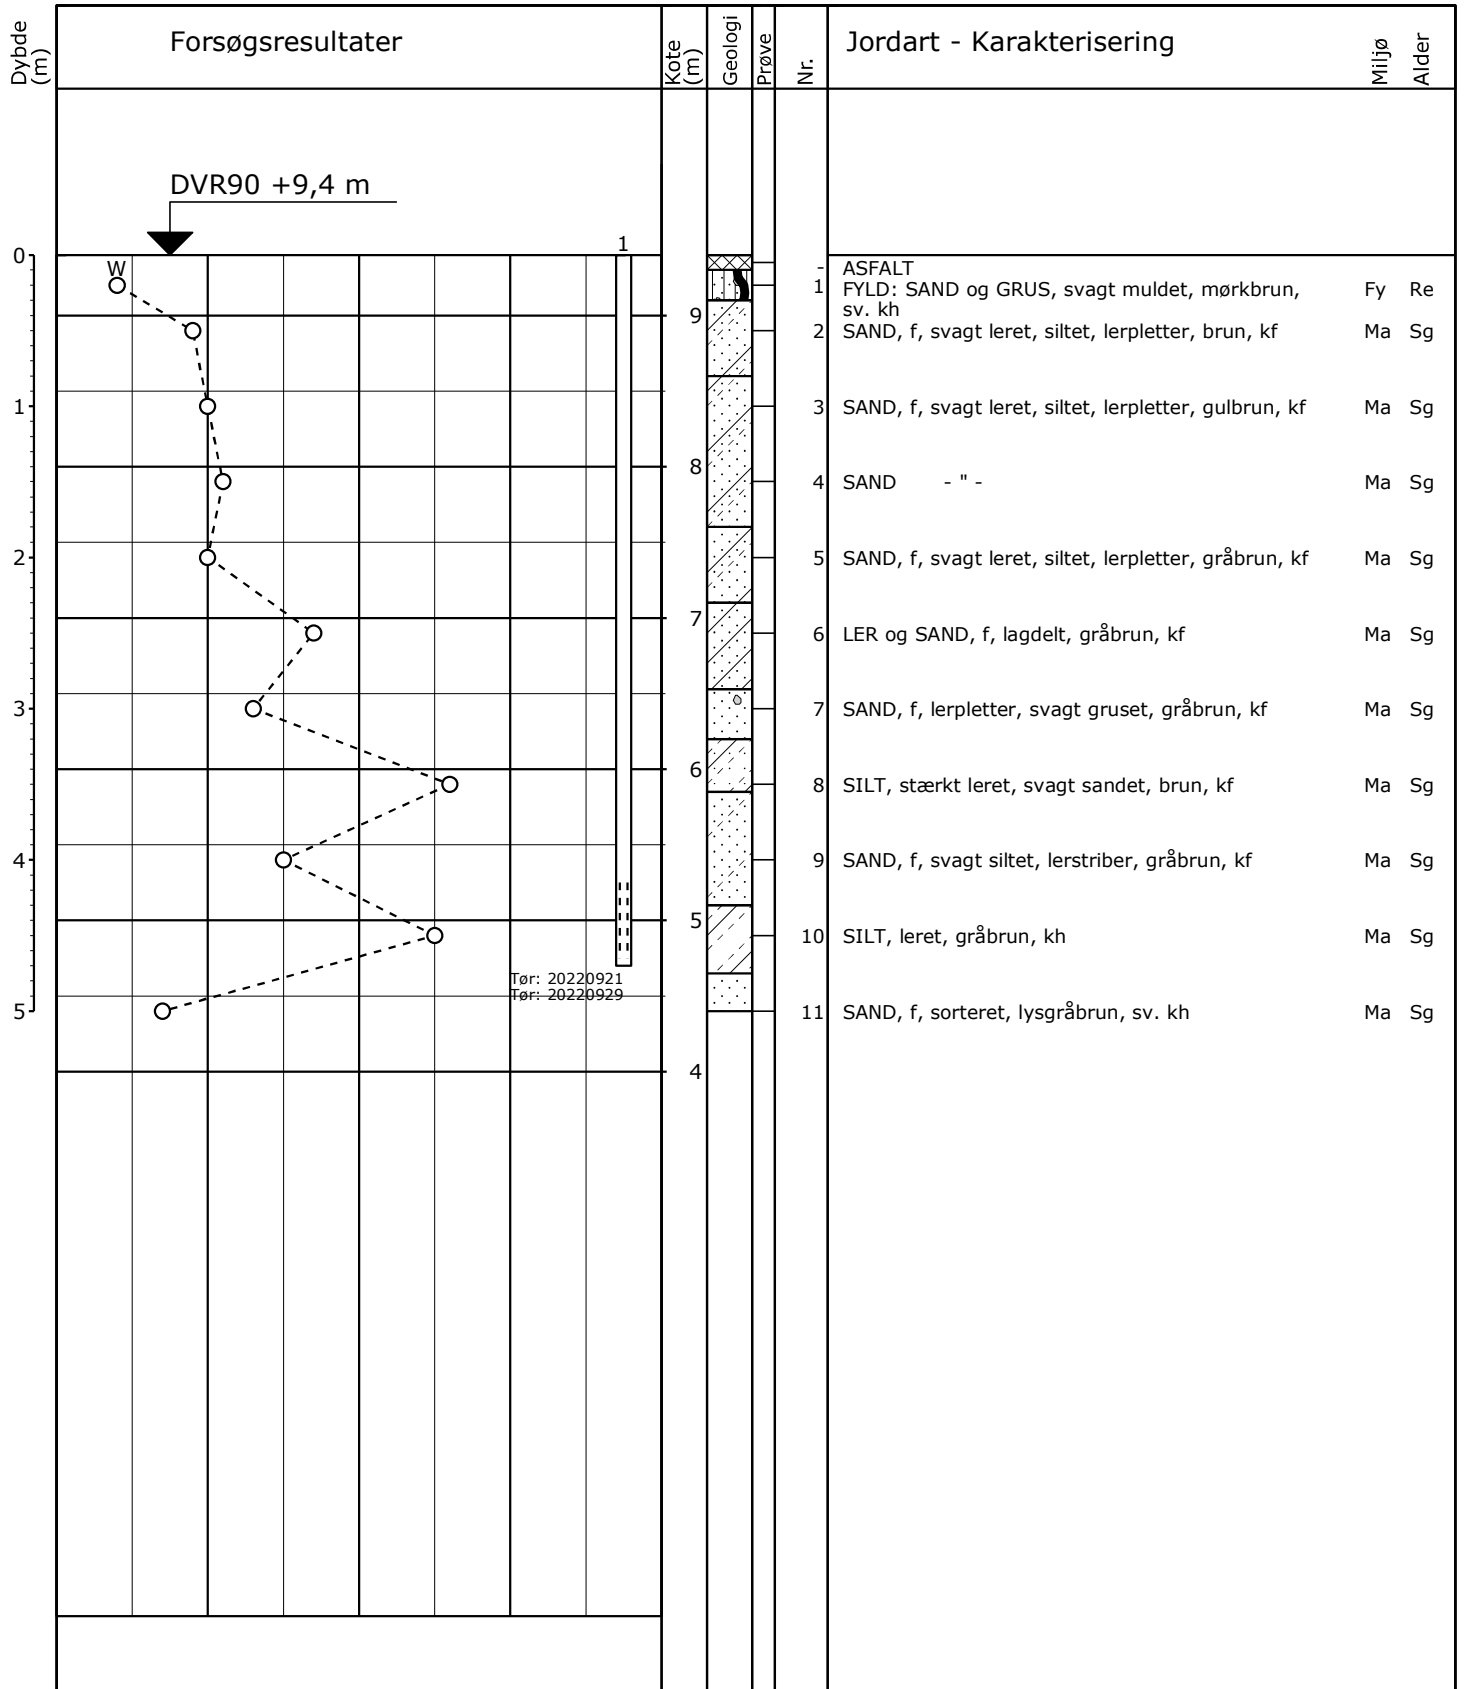 Dybde
(m)
Forsøgsresultater
Kote
(m)
Geologi
Prøve
Nr.
Jordart - Karakterisering
Miljø
Alder
DVR90 +9,4 m
0
W
1
- ASFALT
1 FYLD: SAND og GRUS, svagt muldet, mørkbrun, Fy Re
sv. kh
9
2 SAND, f, svagt leret, siltet, lerpletter, brun, kf Ma Sg
1
3 SAND, f, svagt leret, siltet, lerpletter, gulbrun, kf Ma Sg
8
4 SAND - " - Ma Sg
2
5 SAND, f, svagt leret, siltet, lerpletter, gråbrun, kf Ma Sg
7
6 LER og SAND, f, lagdelt, gråbrun, kf Ma Sg
3
7 SAND, f, lerpletter, svagt gruset, gråbrun, kf Ma Sg
6
8 SILT, stærkt leret, svagt sandet, brun, kf Ma Sg
4
9 SAND, f, svagt siltet, lerstriber, gråbrun, kf Ma Sg
5
10 SILT, leret, gråbrun, kh Ma Sg
Tør: 20220921
Tør: 20220929
5
11 SAND, f, sorteret, lysgråbrun, sv. kh Ma Sg
4